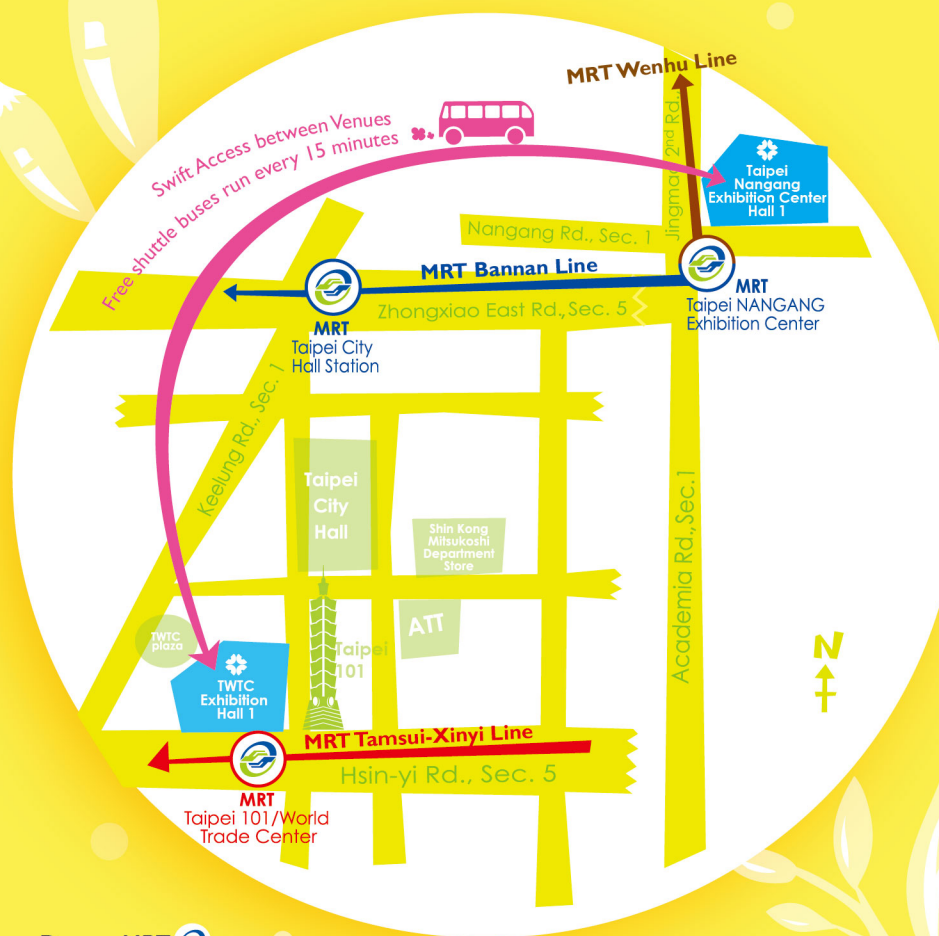 MRT Wenhu Line
Swift Access between Venues
Free shuttle buses run every 15 minutes
Jingmao 2nd Rd.,
Taipei
Nangang
Exhibition Center
Hall 1
Nangang Rd., Sec. 1
MRT Bannan Line
MRT
Taipei NANGANG
Exhibition Center
Zhongxiao East Rd., Sec. 5
MRT
Taipei City
Hall Station
Keelung Rd., Sec. 1
Taipei
City
Hall
Shin Kong
Mitsukoshi
Department
Store
Academia Rd., Sec.1
ATT
TWTC
plaza
Taipei
101
N
TWTC
Exhibition
Hall 1
MRT Tamsui-Xinyi Line
Hsin-yi Rd., Sec. 5
MRT
Taipei 101/World
Trade Center